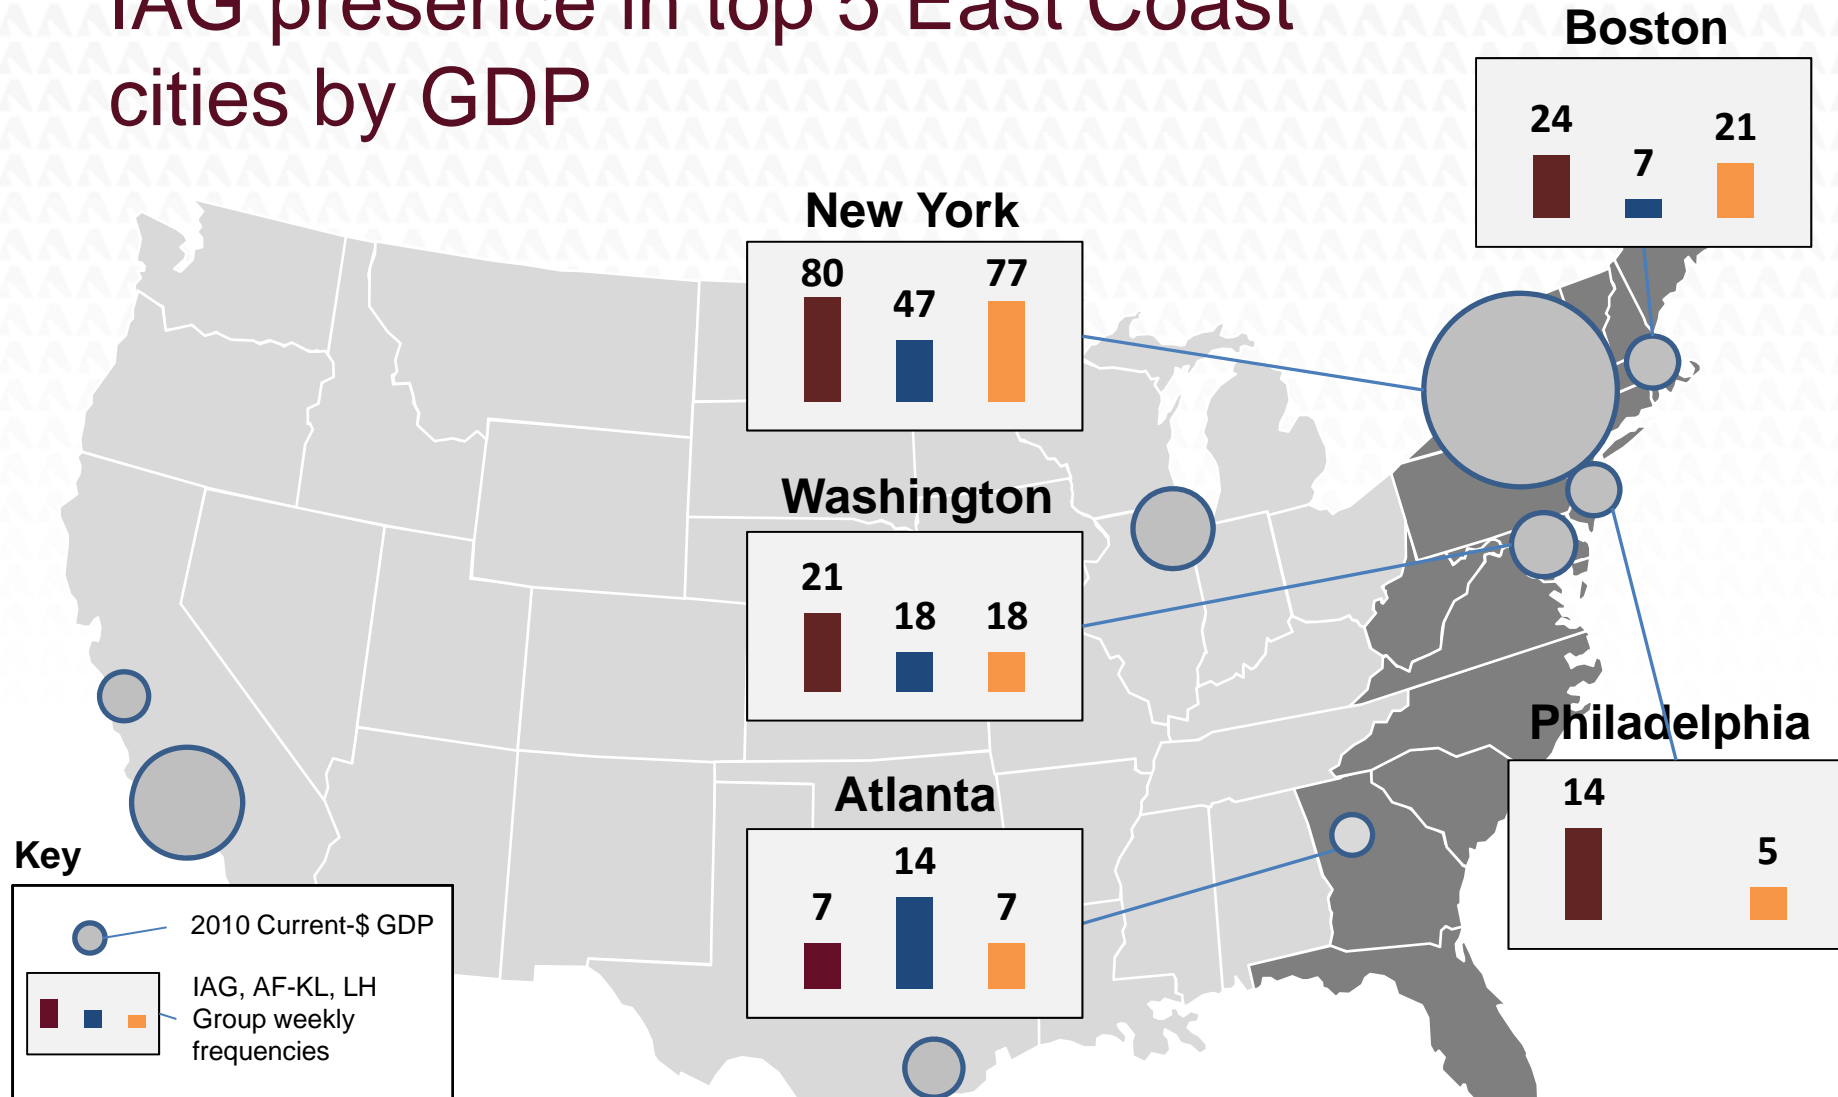 IAG presence in top 5 East Coast
cities by GDP
Boston
24
7
21
New York
80
47
77
Washington
21
18
18
Philadelphia
14
5
Atlanta
7
14
7
Key
2010 Current-$ GDP
IAG, AF-KL, LH
Group weekly
frequencies